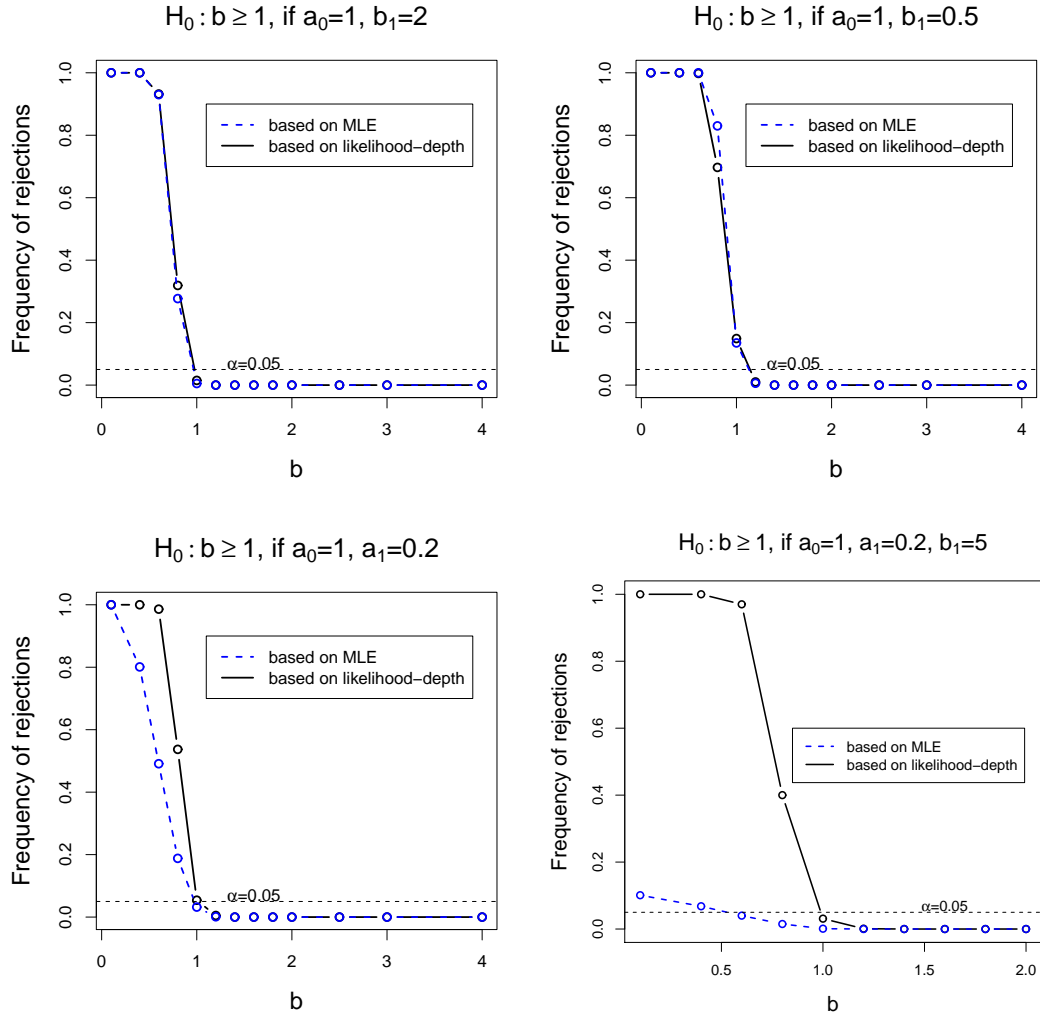 H₀ : b ≥ 1, if a₀=1, b₁=2
Frequency of rejections
0.0 0.2 0.4 0.6 0.8 1.0
based on MLE
based on likelihood−depth
α=0.05
0 1 2 3 4
b
H₀ : b ≥ 1, if a₀=1, b₁=0.5
Frequency of rejections
0.0 0.2 0.4 0.6 0.8 1.0
based on MLE
based on likelihood−depth
α=0.05
0 1 2 3 4
b
H₀ : b ≥ 1, if a₀=1, a₁=0.2
Frequency of rejections
0.0 0.2 0.4 0.6 0.8 1.0
based on MLE
based on likelihood−depth
α=0.05
0 1 2 3 4
b
H₀ : b ≥ 1, if a₀=1, a₁=0.2, b₁=5
Frequency of rejections
0.0 0.2 0.4 0.6 0.8 1.0
based on MLE
based on likelihood−depth
α=0.05
0.5 1.0 1.5 2.0
b